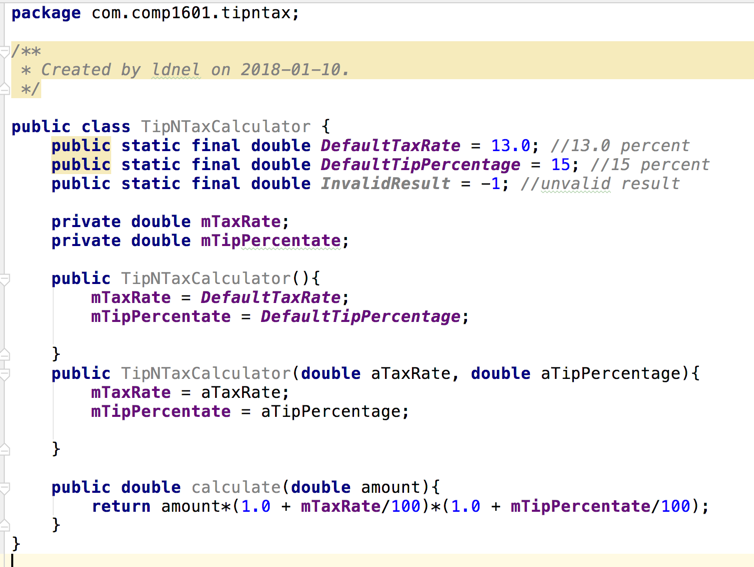 package com.comp1601.tipntax;
/**
* Created by ldnel on 2018-01-10.
*/
public class TipNTaxCalculator {
public static final double DefaultTaxRate = 13.0; //13.0 percent
public static final double DefaultTipPercentage = 15; //15 percent
public static final double InvalidResult = -1; //unvalid result
private double mTaxRate;
private double mTipPercentate;
public TipNTaxCalculator(){
mTaxRate = DefaultTaxRate;
mTipPercentate = DefaultTipPercentage;
}
public TipNTaxCalculator(double aTaxRate, double aTipPercentage){
mTaxRate = aTaxRate;
mTipPercentate = aTipPercentage;
}
public double calculate(double amount){
return amount*(1.0 + mTaxRate/100)*(1.0 + mTipPercentate/100);
}
}